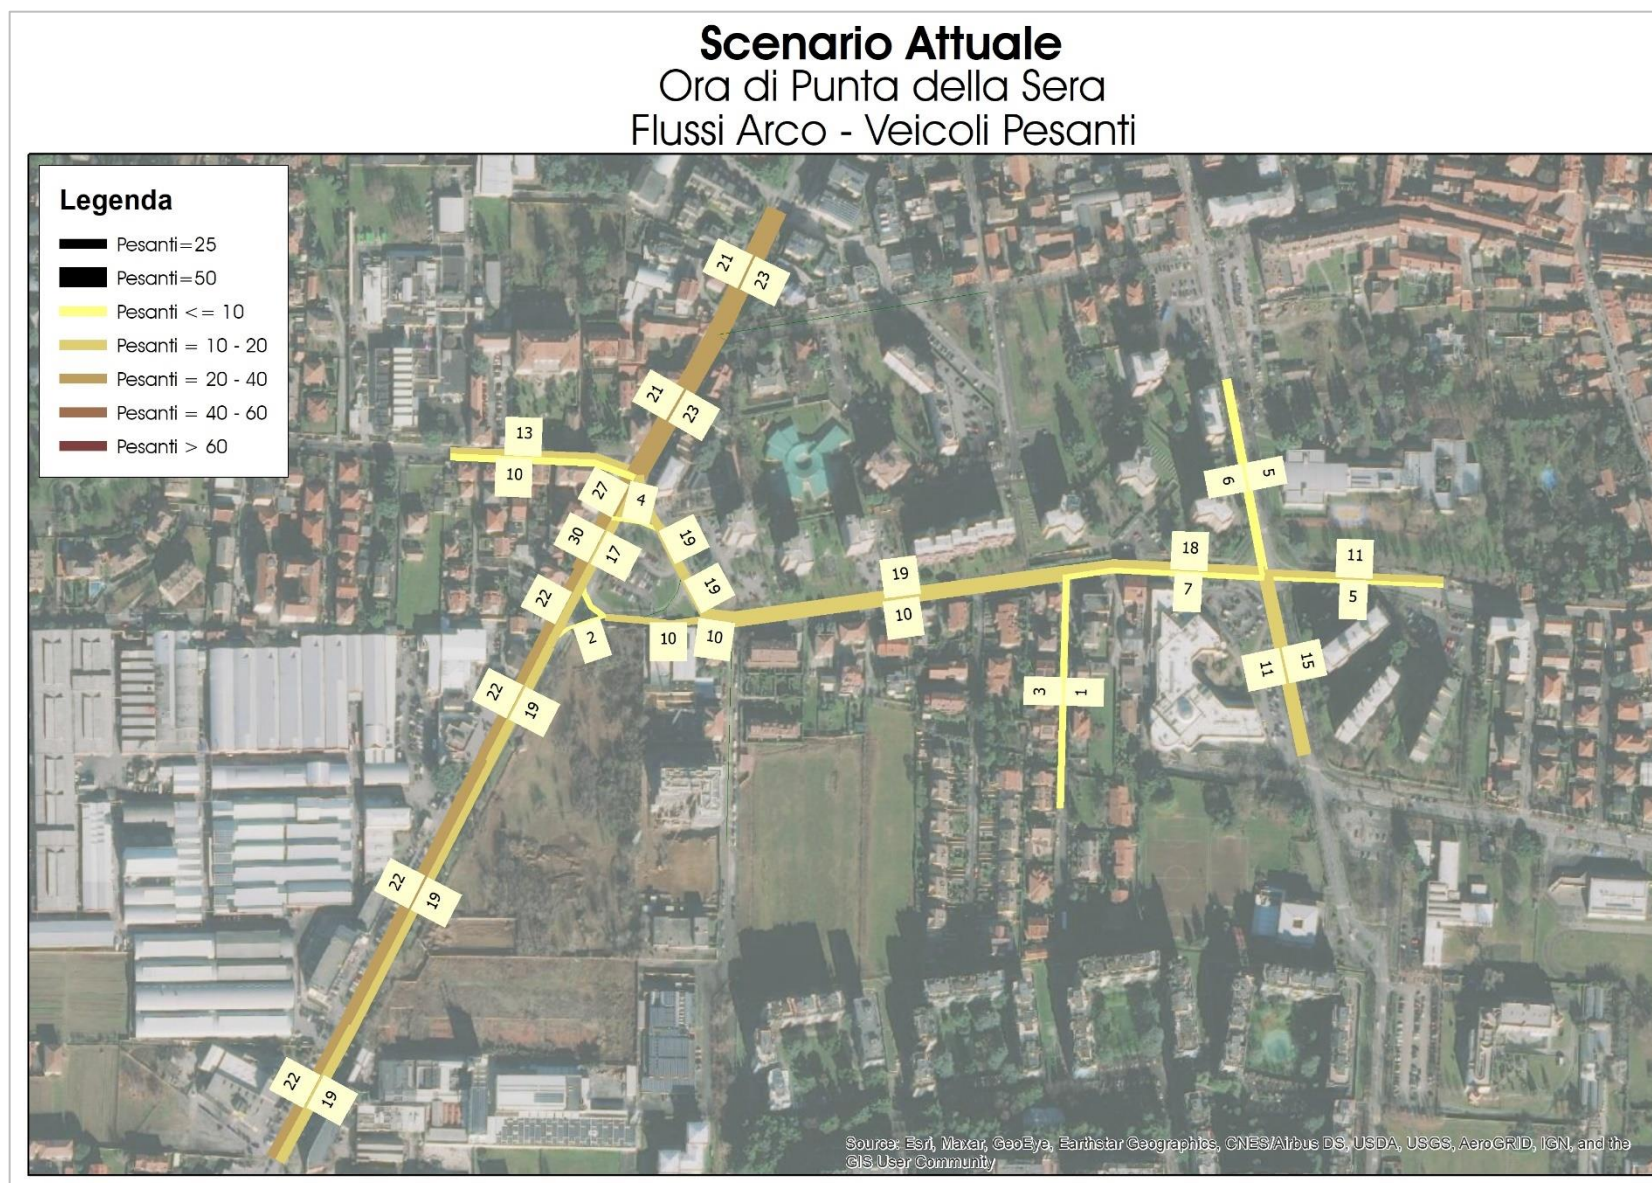 Scenario Attuale
Ora di Punta della Sera
Flussi Arco - Veicoli Pesanti
Legenda
Pesanti=25
Pesanti=50
Pesanti <= 10
Pesanti = 10 - 20
Pesanti = 20 - 40
Pesanti = 40 - 60
Pesanti > 60
21
23
21
23
13
10
27
4
30
17
19
19
22
2
10
10
19
10
18
7
6
5
11
5
11
15
3
1
22
19
22
19
22
19
Source: Esri, Maxar, GeoEye, Earthstar Geographics, CNES/Airbus DS, USDA, USGS, AeroGRID, IGN, and the
GIS User Community